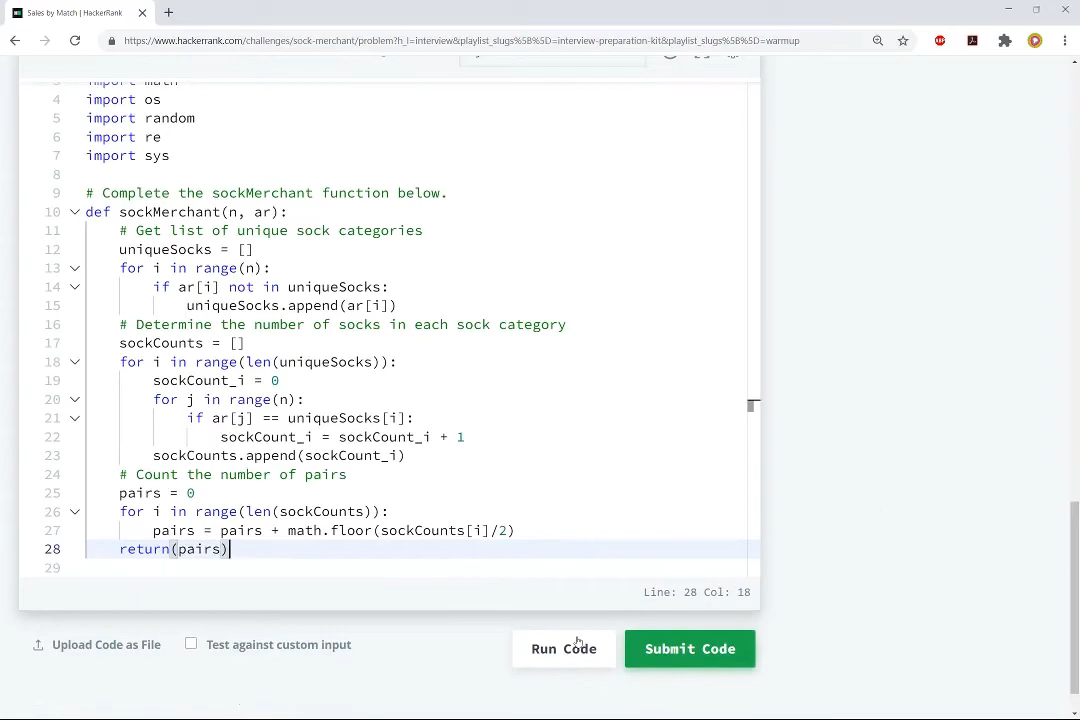 Sales by Match | HackerRank
https://www.hackerrank.com/challenges/sock-merchant/problem?h_l=interview&playlist_slugs%5B%5D=interview-preparation-kit&playlist_slugs%5B%5D=warmup
ABP
import math
4 import os
5 import random
6 import re
7 import sys
8
9 # Complete the sockMerchant function below.
10 def sockMerchant(n, ar):
11 # Get list of unique sock categories
12 uniqueSocks = []
13 for i in range(n):
14 if ar[i] not in uniqueSocks:
15 uniqueSocks.append(ar[i])
16 # Determine the number of socks in each sock category
17 sockCounts = []
18 for i in range(len(uniqueSocks)):
19 sockCount_i = 0
20 for j in range(n):
21 if ar[j] == uniqueSocks[i]:
22 sockCount_i = sockCount_i + 1
23 sockCounts.append(sockCount_i)
24 # Count the number of pairs
25 pairs = 0
26 for i in range(len(sockCounts)):
27 pairs = pairs + math.floor(sockCounts[i]/2)
28 return(pairs)
29
Line: 28 Col: 18
Upload Code as File
Test against custom input
Run Code
Submit Code